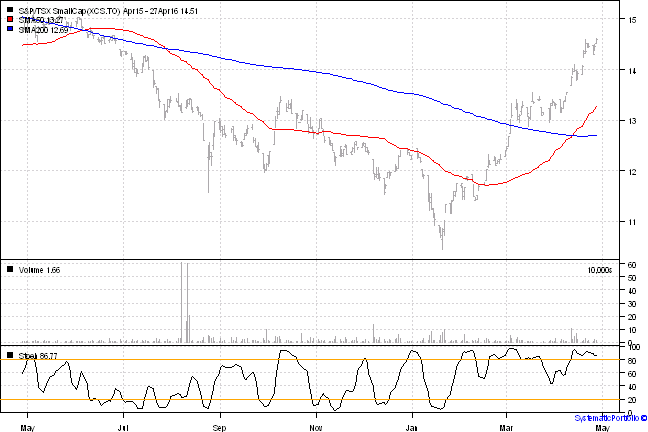 S&P/TSX SmallCap(XCS.TO) Apr15 - 27Apr16 14.51
SMA50 13.27
SMA200 12.69
15
14
13
12
11
Volume 1.66
10,000s
60
50
40
30
20
10
0
Stoch 86.77
100
80
60
40
20
0
May Jul Sep Nov Jan Mar May
SystematicPortfolio ©